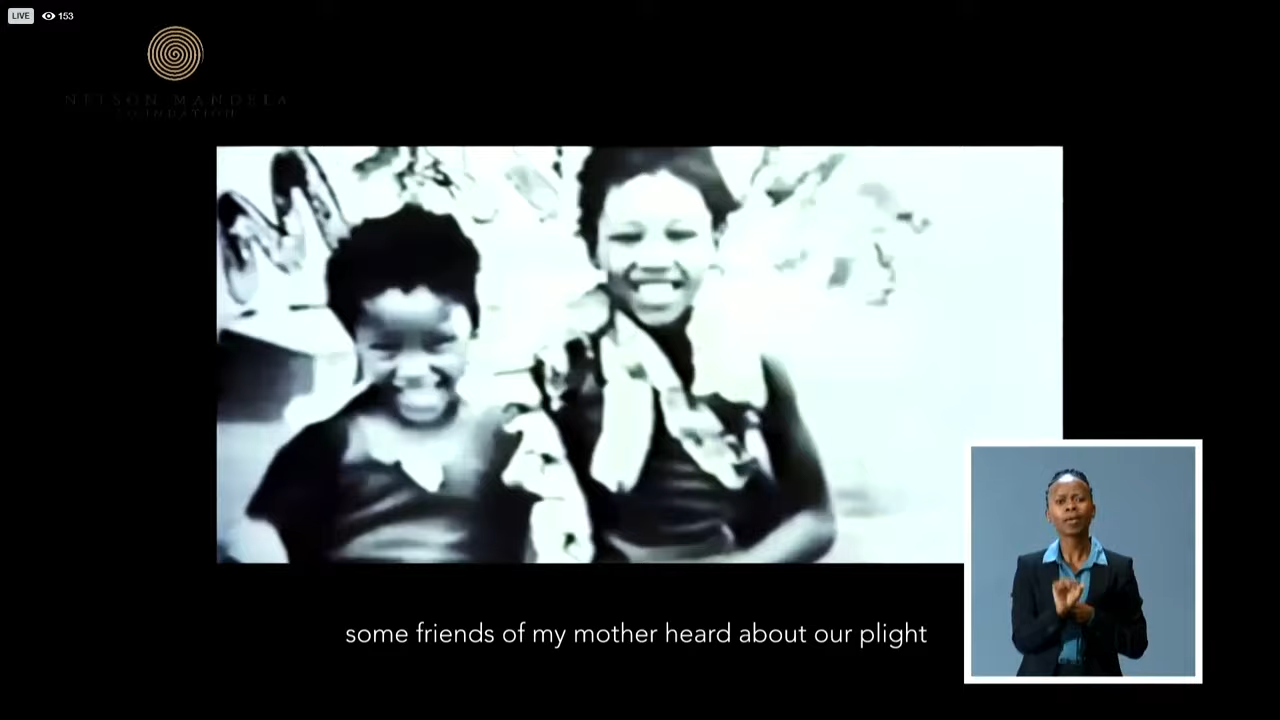 LIVE 153
NELSON MANDELA
FOUNDATION
some friends of my mother heard about our plight